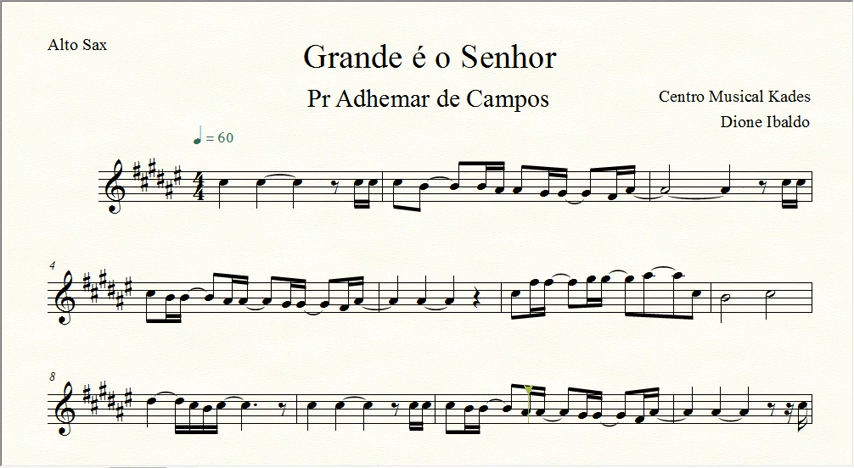 Alto Sax
Grande é o Senhor
Pr Adhemar de Campos
Centro Musical Kades
Dione Ibaldo
= 60
4
4
4
8